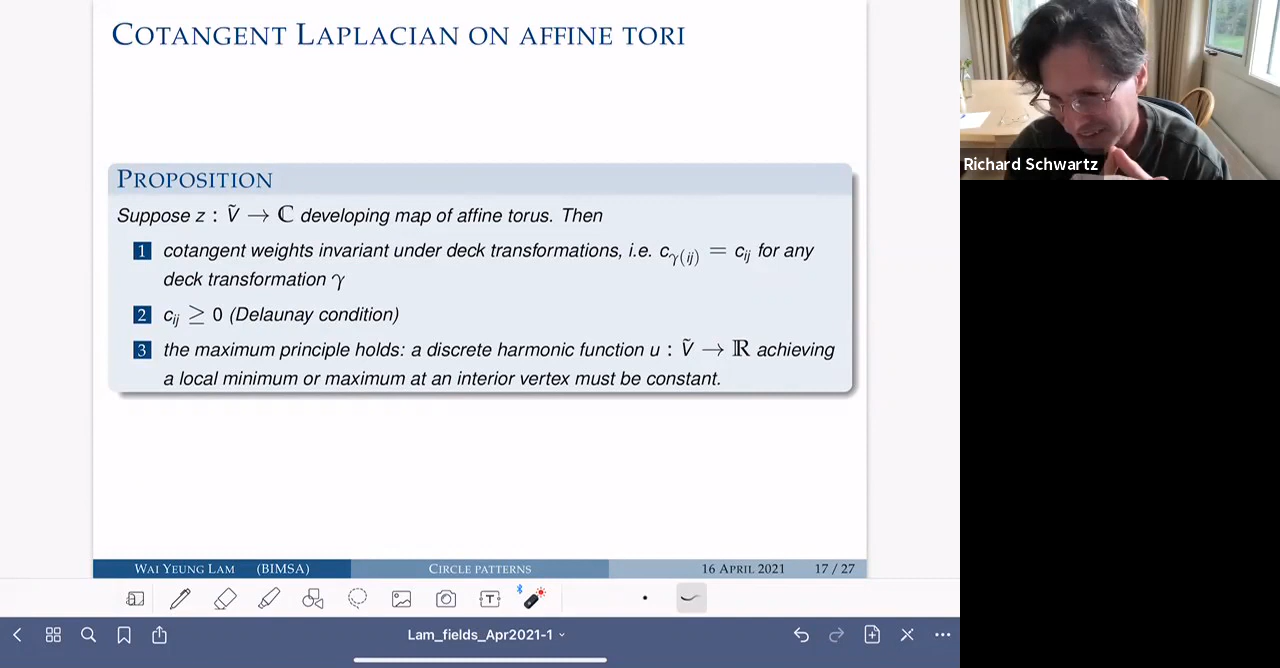 COTANGENT LAPLACIAN ON AFFINE TORI
PROPOSITION
Suppose z : Ṽ → ℂ developing map of affine torus. Then
1 cotangent weights invariant under deck transformations, i.e. c_γ(ij) = c_ij for any
deck transformation γ
2 c_ij ≥ 0 (Delaunay condition)
3 the maximum principle holds: a discrete harmonic function u : Ṽ → ℝ achieving
a local minimum or maximum at an interior vertex must be constant.
WAI YEUNG LAM (BIMSA) CIRCLE PATTERNS 16 APRIL 2021 17 / 27
T
Lam_fields_Apr2021-1
Richard Schwartz